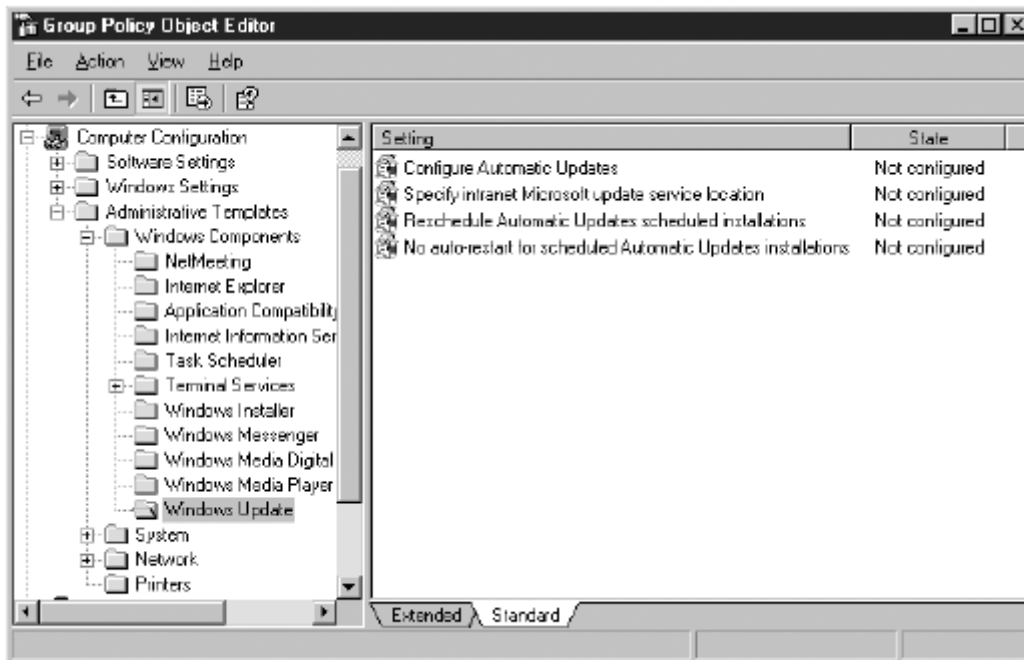 Group Policy Object Editor
File Action View Help
Computer Configuration
Software Settings
Windows Settings
Administrative Templates
Windows Components
NetMeeting
Internet Explorer
Application Compatibility
Internet Information Ser
Task Scheduler
Terminal Services
Windows Installer
Windows Messenger
Windows Media Digital
Windows Media Player
Windows Update
System
Network
Printers
Setting State
Configure Automatic Updates Not configured
Specify intranet Microsoft update service location Not configured
Reschedule Automatic Updates scheduled installations Not configured
No auto-restart for scheduled Automatic Updates installations Not configured
Extended Standard